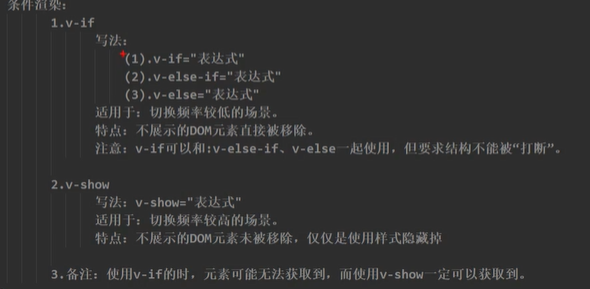 条件渲染:
1.v-if
写法:
(1).v-if="表达式"
(2).v-else-if="表达式"
(3).v-else="表达式"
适用于: 切换频率较低的场景。
特点: 不展示的DOM元素直接被移除。
注意: v-if可以和:v-else-if、v-else一起使用，但要求结构不能被“打断”。
2.v-show
写法: v-show="表达式"
适用于: 切换频率较高的场景。
特点: 不展示的DOM元素未被移除，仅仅是使用样式隐藏掉
3.备注: 使用v-if的时，元素可能无法获取到，而使用v-show一定可以获取到。